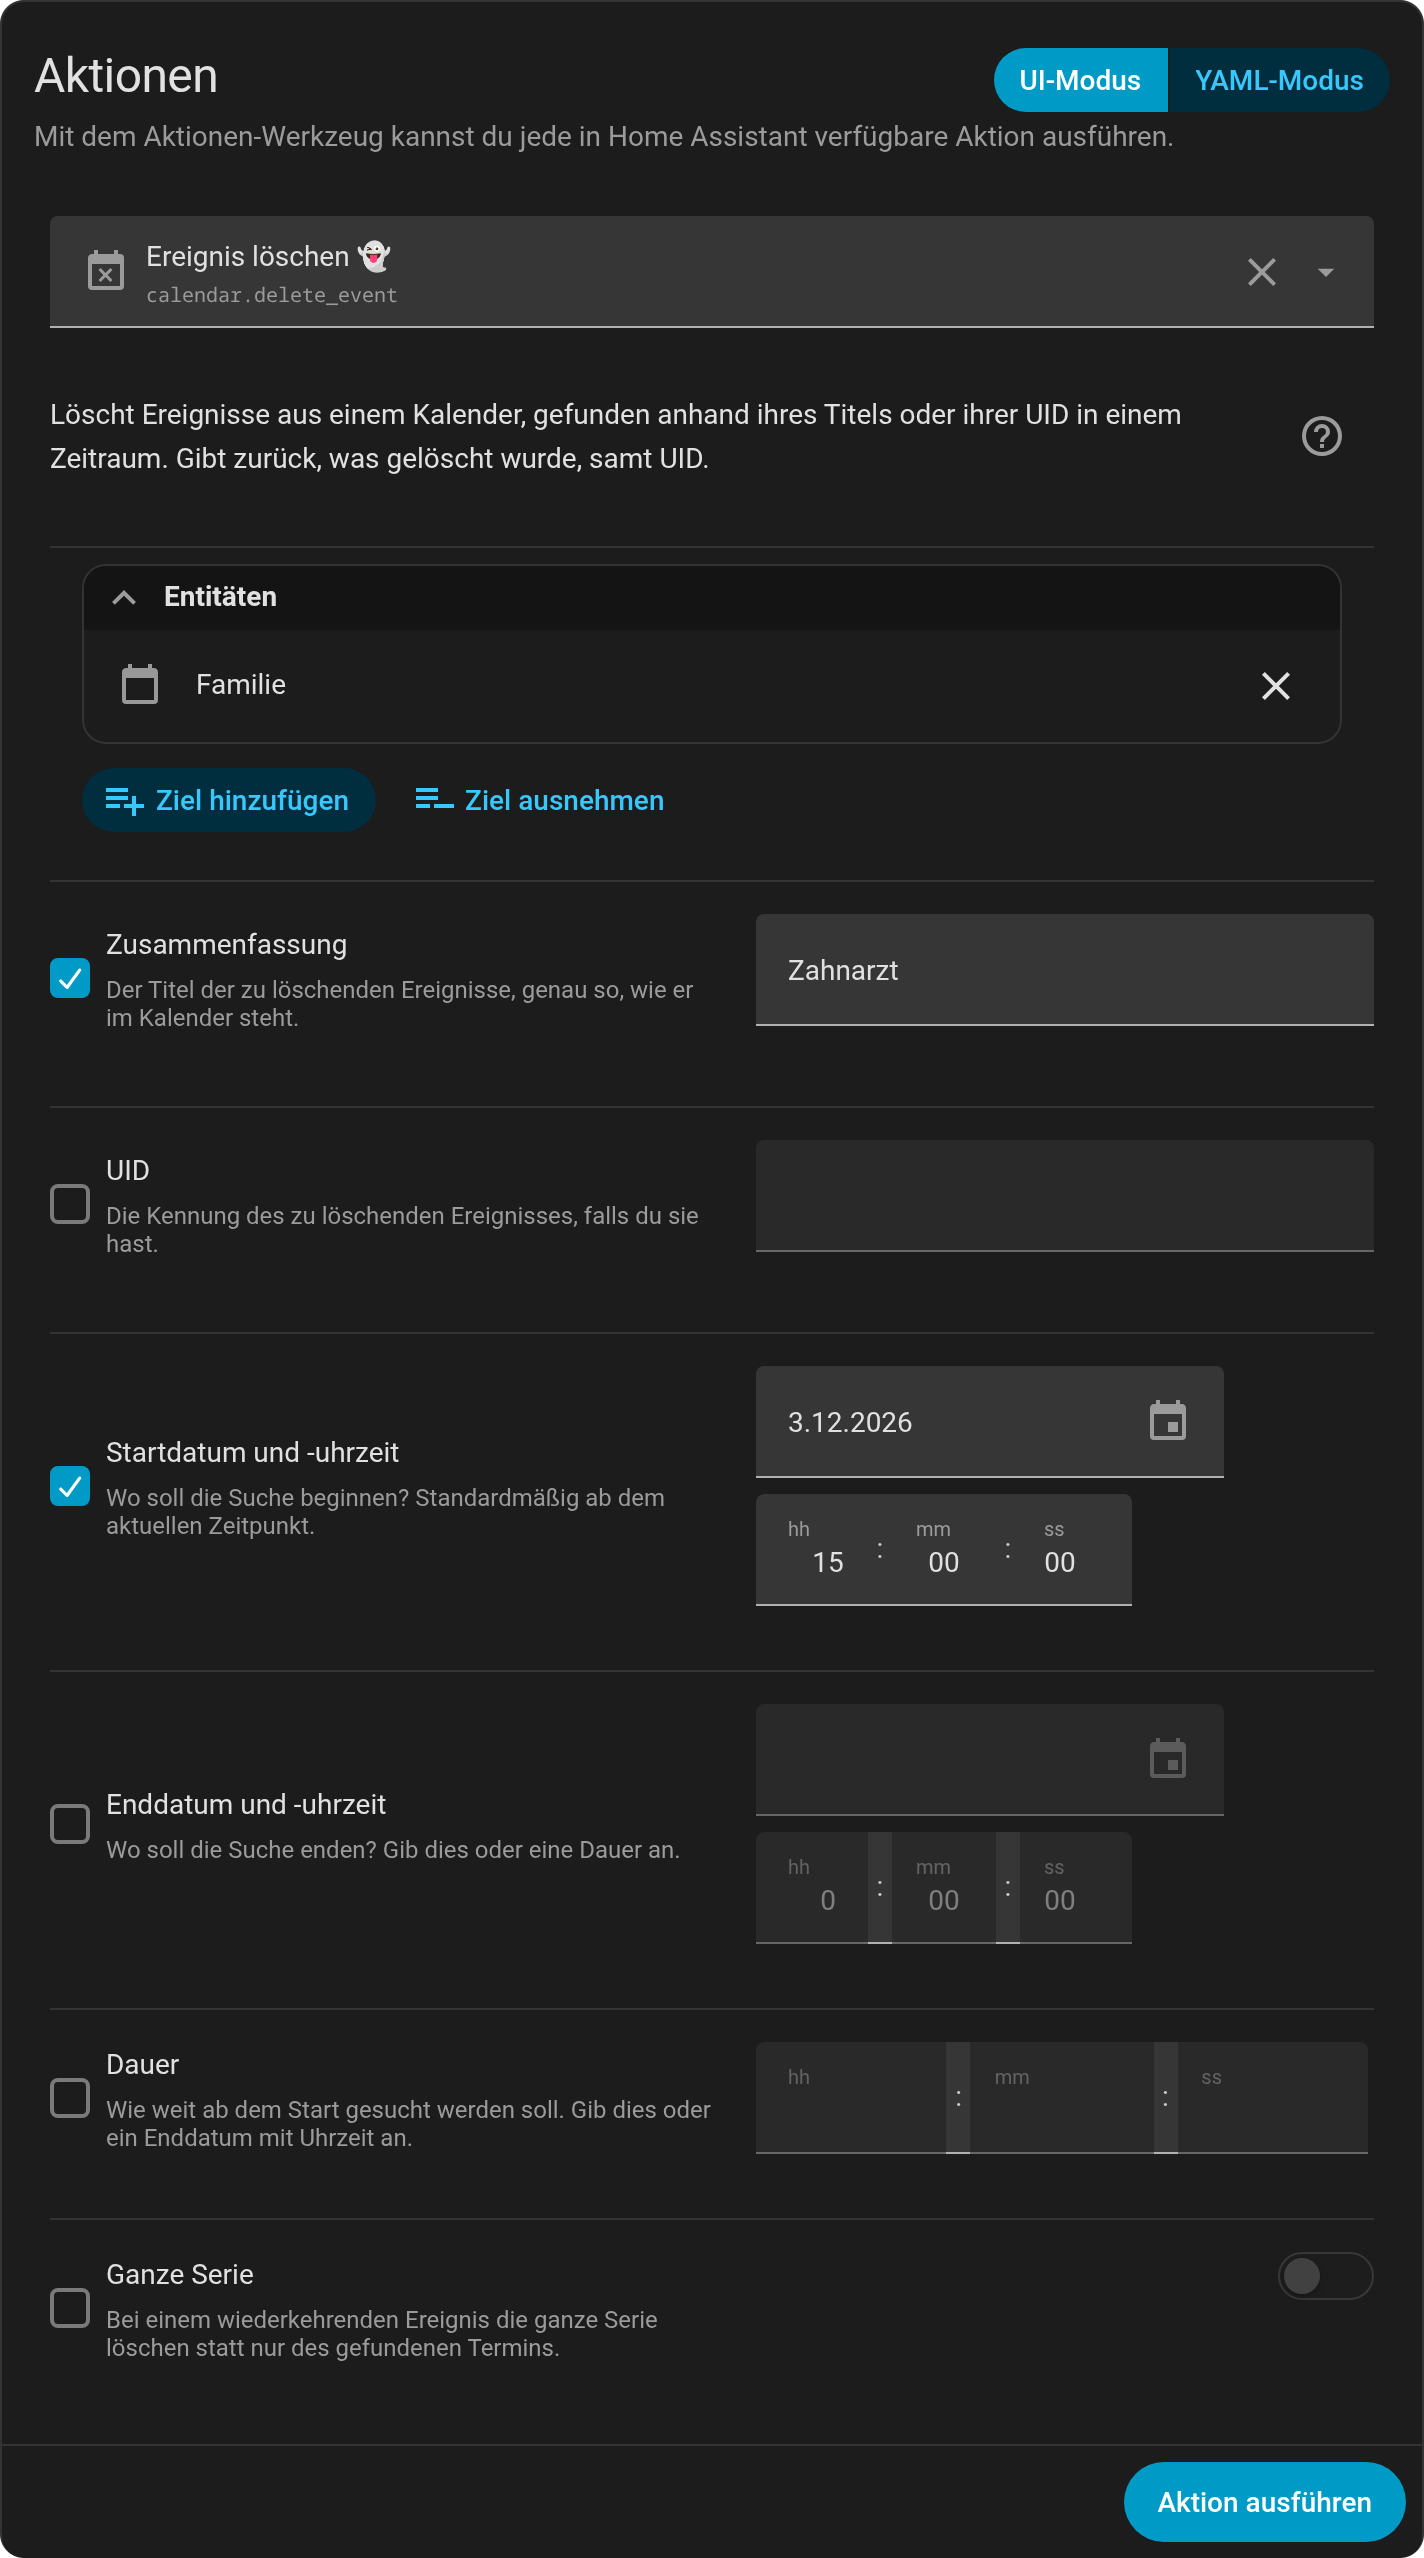 Aktionen
UI-Modus
YAML-Modus
Mit dem Aktionen-Werkzeug kannst du jede in Home Assistant verfügbare Aktion ausführen.
Ereignis löschen 👻
calendar.delete_event
Löscht Ereignisse aus einem Kalender, gefunden anhand ihres Titels oder ihrer UID in einem
Zeitraum. Gibt zurück, was gelöscht wurde, samt UID.
Entitäten
Familie
Ziel hinzufügen
Ziel ausnehmen
Zusammenfassung
Der Titel der zu löschenden Ereignisse, genau so, wie er
im Kalender steht.
Zahnarzt
UID
Die Kennung des zu löschenden Ereignisses, falls du sie
hast.
Startdatum und -uhrzeit
Wo soll die Suche beginnen? Standardmäßig ab dem
aktuellen Zeitpunkt.
3.12.2026
hh mm ss
15 : 00 : 00
Enddatum und -uhrzeit
Wo soll die Suche enden? Gib dies oder eine Dauer an.
hh mm ss
0 : 00 : 00
Dauer
Wie weit ab dem Start gesucht werden soll. Gib dies oder
ein Enddatum mit Uhrzeit an.
hh : mm : ss
Ganze Serie
Bei einem wiederkehrenden Ereignis die ganze Serie
löschen statt nur des gefundenen Termins.
Aktion ausführen